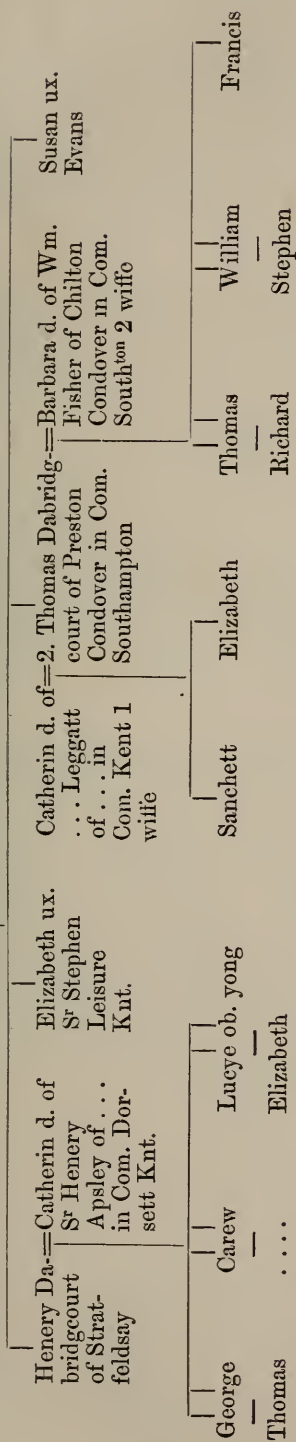 Henery Da-=Catherin d. of
bridgcourt Sr Henery
of Strat- Apsley of ...
feldsay in Com. Dor-
sett Knt.
Elizabeth ux.
Sr Stephen
Leisure
Knt.
Catherin d. of=2. Thomas Dabridg-=Barbara d. of Wm.
... Leggatt court of Preston Fisher of Chilton
of ... in Condover in Com. Condover in Com.
Com. Kent 1 Southampton Southton 2 wiffe
wiffe
Susan ux.
Evans
George Carew Lucye ob. yong
Thomas .... Elizabeth
Sanchett Elizabeth
Thomas William Francis
Richard Stephen